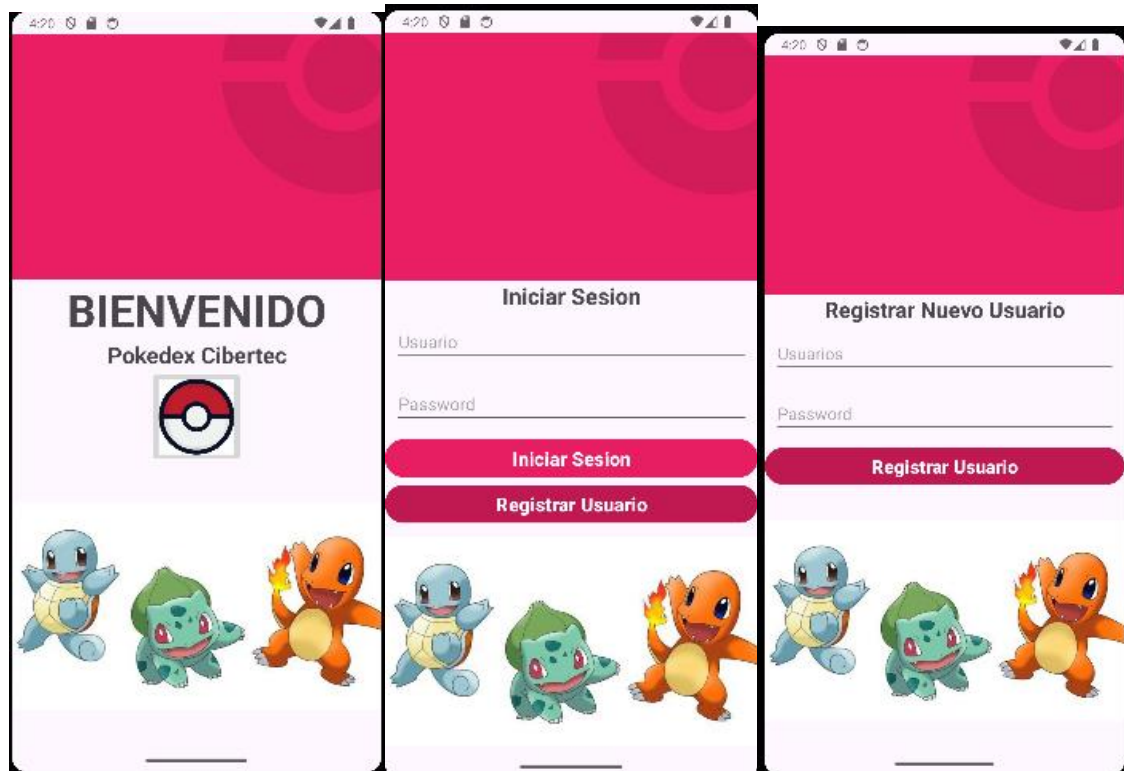 4:20
BIENVENIDO
Pokedex Cibertec
4:20
Iniciar Sesion
Usuario
Password
Iniciar Sesion
Registrar Usuario
4:20
Registrar Nuevo Usuario
Usuarios
Password
Registrar Usuario